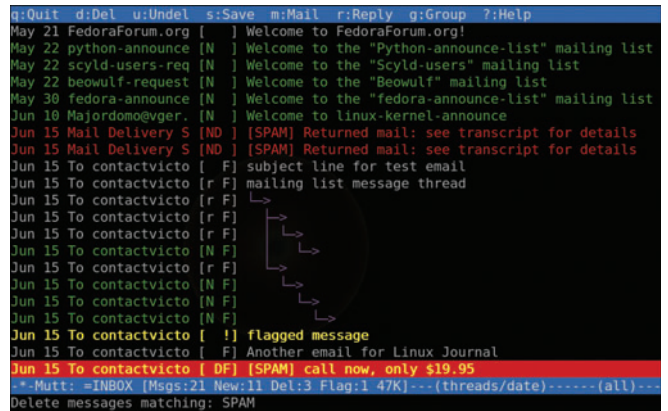 q:Quit  d:Del  u:Undel  s:Save  m:Mail  r:Reply  g:Group  ?:Help
May 21 FedoraForum.org [   ] Welcome to FedoraForum.org!
May 22 python-announce [N  ] Welcome to the "Python-announce-list" mailing list
May 22 scyld-users-req [N  ] Welcome to the "Scyld-users" mailing list
May 22 beowulf-request [N  ] Welcome to the "Beowulf" mailing list
May 30 fedora-announce [N  ] Welcome to the "fedora-announce-list" mailing list
Jun 10 Majordomo@vger. [N  ] Welcome to linux-kernel-announce
Jun 15 Mail Delivery S [ND ] [SPAM] Returned mail: see transcript for details
Jun 15 Mail Delivery S [ND ] [SPAM] Returned mail: see transcript for details
Jun 15 To contactvicto [  F] subject line for test email
Jun 15 To contactvicto [r F] mailing list message thread
Jun 15 To contactvicto [r F]
Jun 15 To contactvicto [r F]
Jun 15 To contactvicto [r F]
Jun 15 To contactvicto [N F]
Jun 15 To contactvicto [r F]
Jun 15 To contactvicto [N F]
Jun 15 To contactvicto [N F]
Jun 15 To contactvicto [N F]
Jun 15 To contactvicto [  !] flagged message
Jun 15 To contactvicto [  F] Another email for Linux Journal
Jun 15 To contactvicto [ DF] [SPAM] call now, only $19.95
-*-Mutt: =INBOX [Msgs:21 New:11 Del:3 Flag:1 47K]---(threads/date)------(all)---
Delete messages matching: SPAM